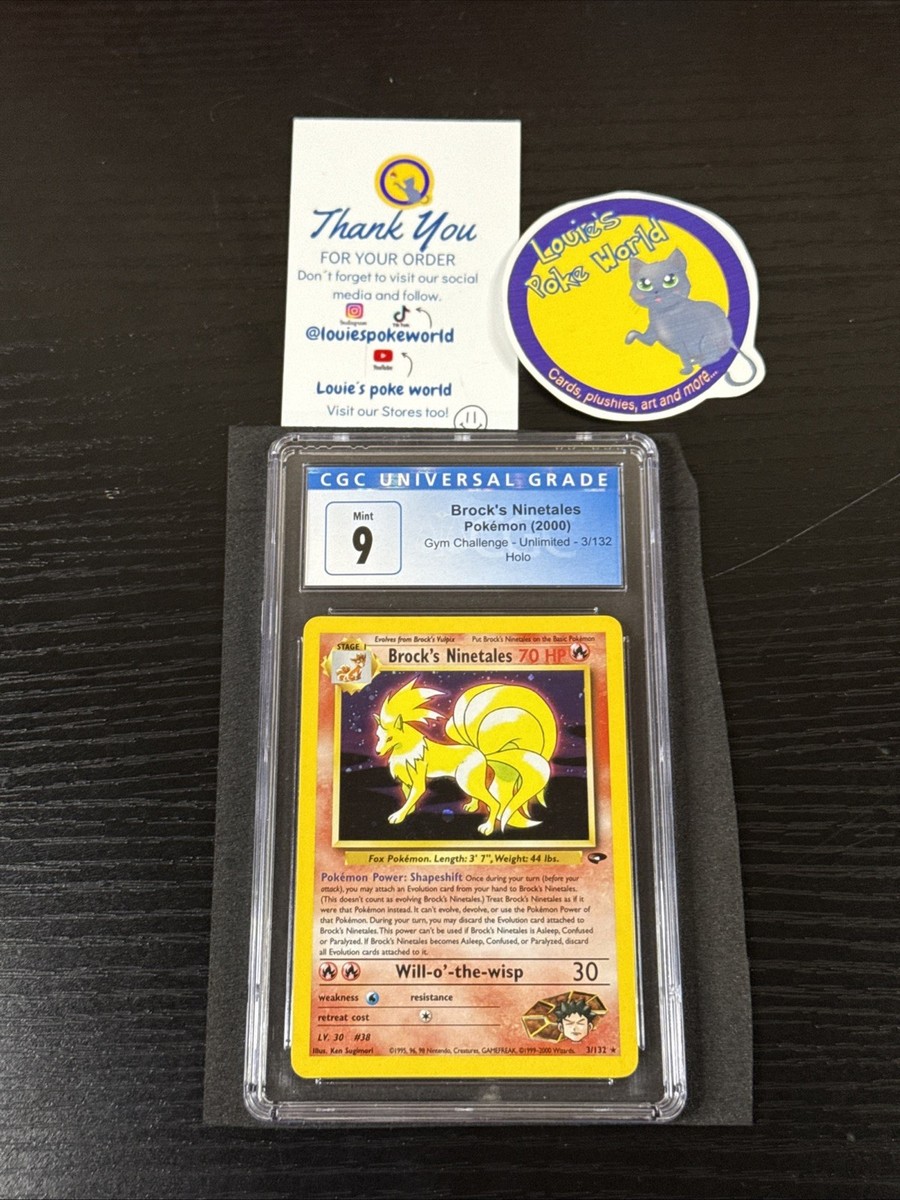 Thank You
FOR YOUR ORDER
Don't forget to visit our social
media and follow.
Instagram
Tik Tok
@louiespokeworld
YouTube
Louie's poke world
Visit our Stores too!
Louie's
Poke World
Cards, plushies, art and more...
CGC UNIVERSAL GRADE
Mint
9
Brock's Ninetales
Pokémon (2000)
Gym Challenge - Unlimited - 3/132
Holo
Evolves from Brock's Vulpix
Put Brock's Ninetales on the Basic Pokémon
STAGE 1
Brock's Ninetales 70 HP
Fox Pokémon. Length: 3' 7", Weight: 44 lbs.
Pokémon Power: Shapeshift Once during your turn (before your
attack), you may attach an Evolution card from your hand to Brock's Ninetales.
(This doesn't count as evolving Brock's Ninetales.) Treat Brock's Ninetales as if it
were that Pokémon instead. It can't evolve, devolve, or use the Pokémon Power of
that Pokémon. During your turn, you may discard the Evolution card attached to
Brock's Ninetales. This power can't be used if Brock's Ninetales is Asleep, Confused
or Paralyzed. If Brock's Ninetales becomes Asleep, Confused, or Paralyzed, discard
all Evolution cards attached to it.
Will-o'-the-wisp 30
weakness
resistance
retreat cost
LV. 30 #38
Illus. Ken Sugimori
©1995, 96, 98 Nintendo, Creatures, GAMEFREAK. ©1999-2000 Wizards.
3/132 ★